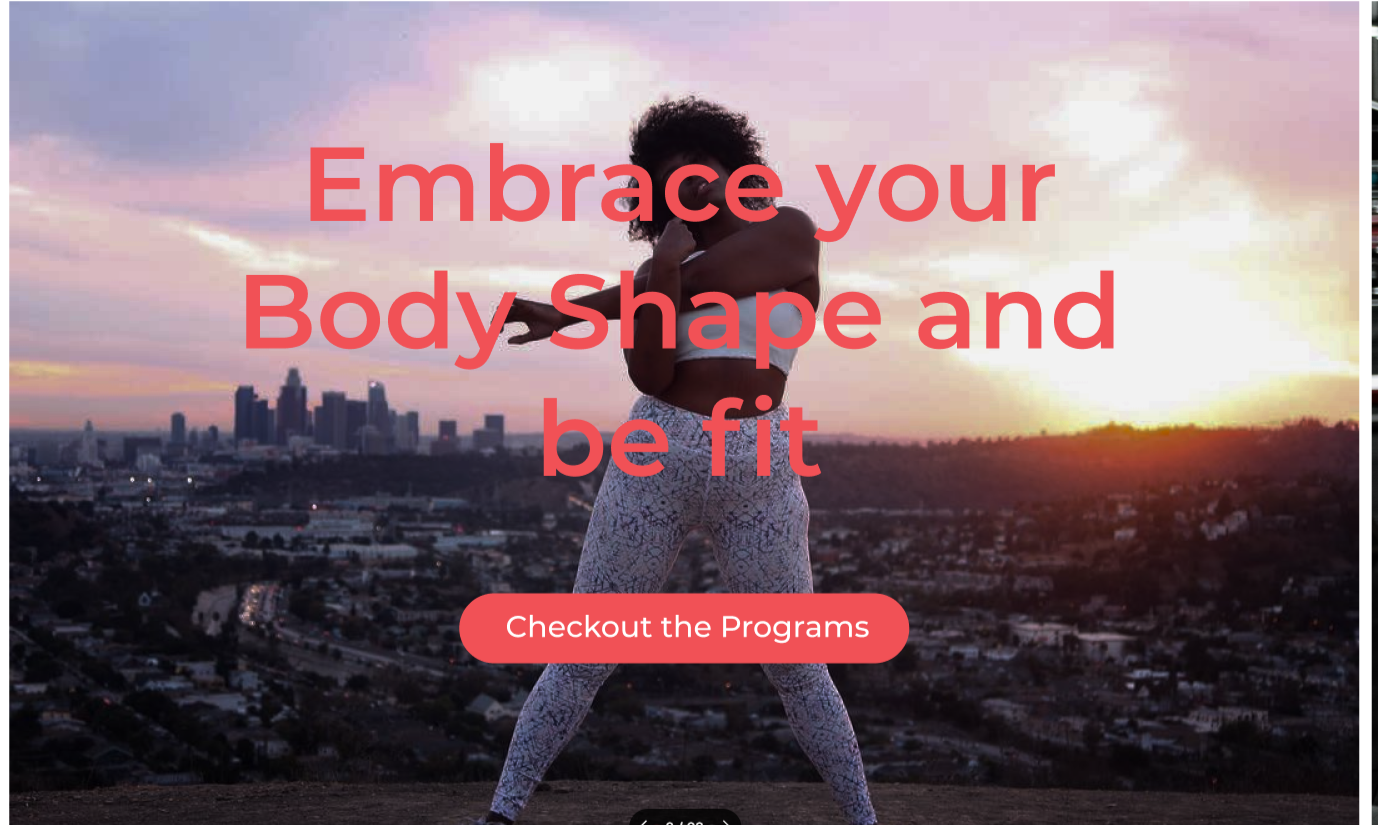 Embrace your
Body Shape and
be fit
Checkout the Programs